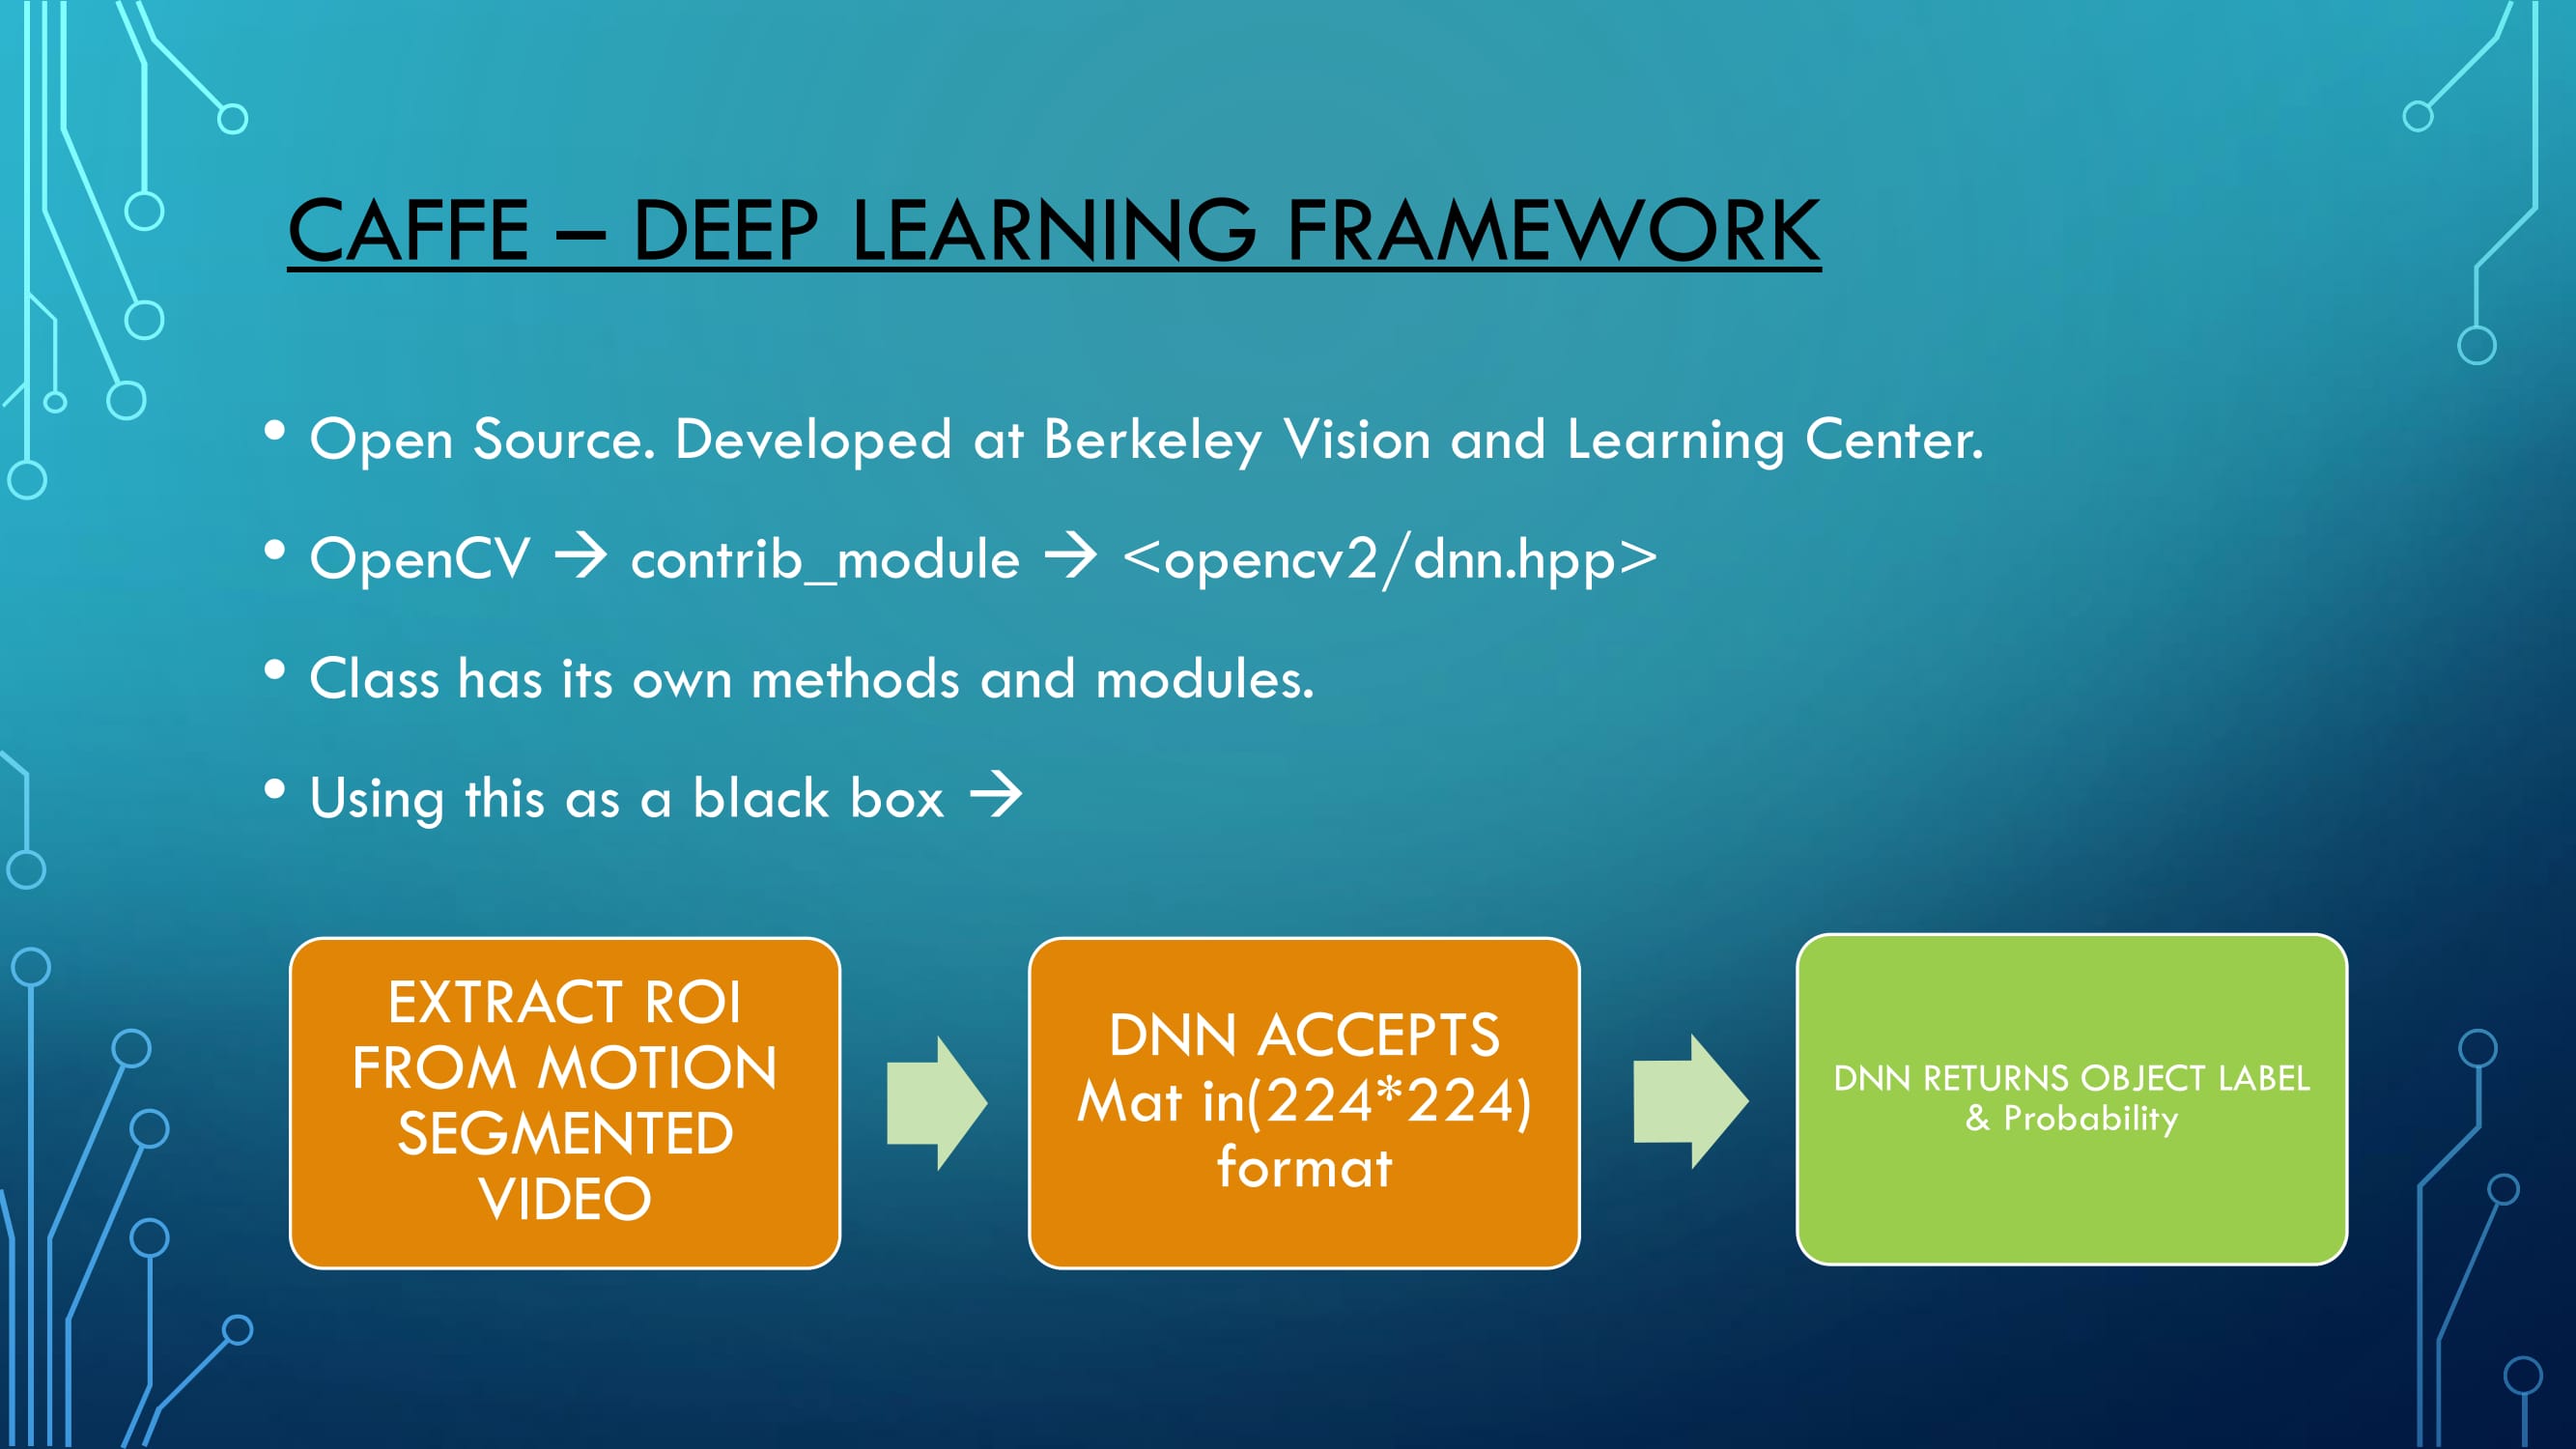 CAFFE – DEEP LEARNING FRAMEWORK
• Open Source. Developed at Berkeley Vision and Learning Center.
• OpenCV → contrib_module → <opencv2/dnn.hpp>
• Class has its own methods and modules.
• Using this as a black box →
EXTRACT ROI
FROM MOTION
SEGMENTED
VIDEO
DNN ACCEPTS
Mat in(224*224)
format
DNN RETURNS OBJECT LABEL
& Probability